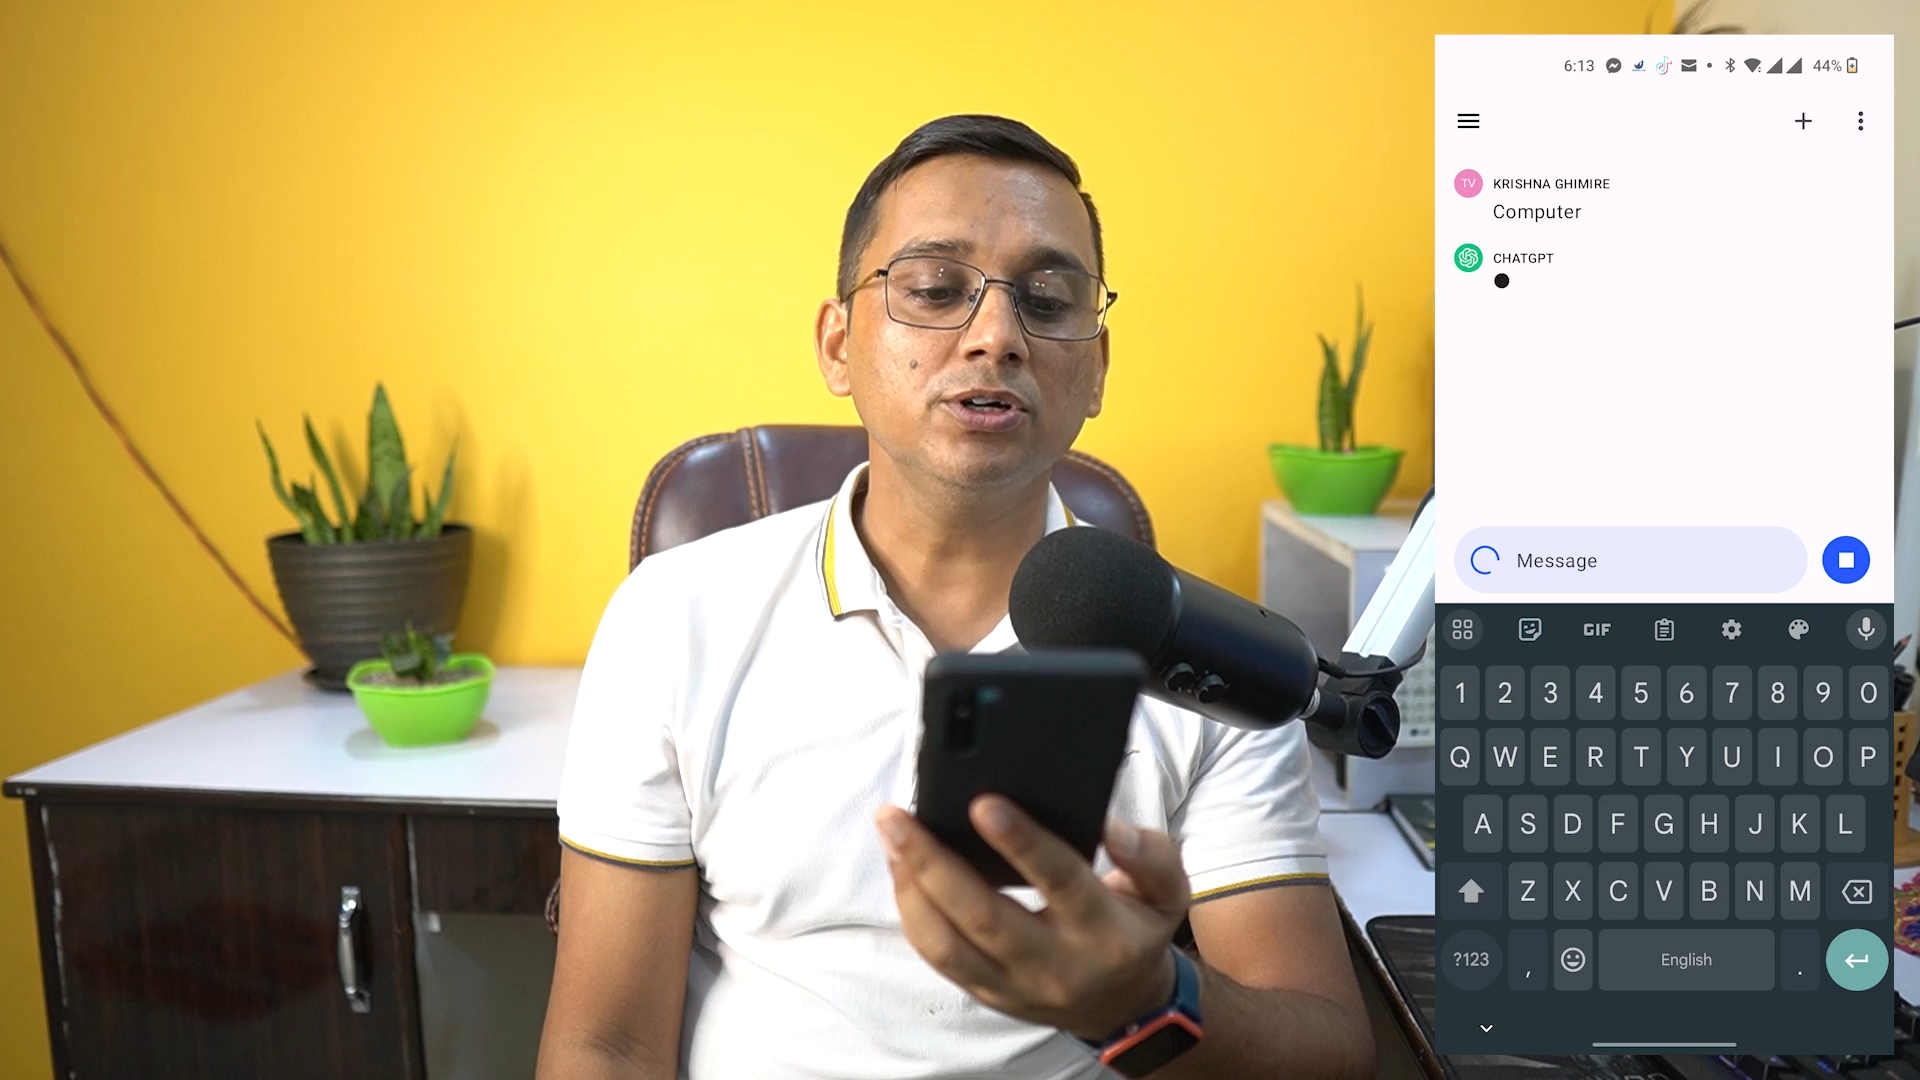 6:13
44%
TV
KRISHNA GHIMIRE
Computer
CHATGPT
Message
GIF
1 2 3 4 5 6 7 8 9 0
Q W E R T Y U I O P
A S D F G H J K L
Z X C V B N M
?123 , English .